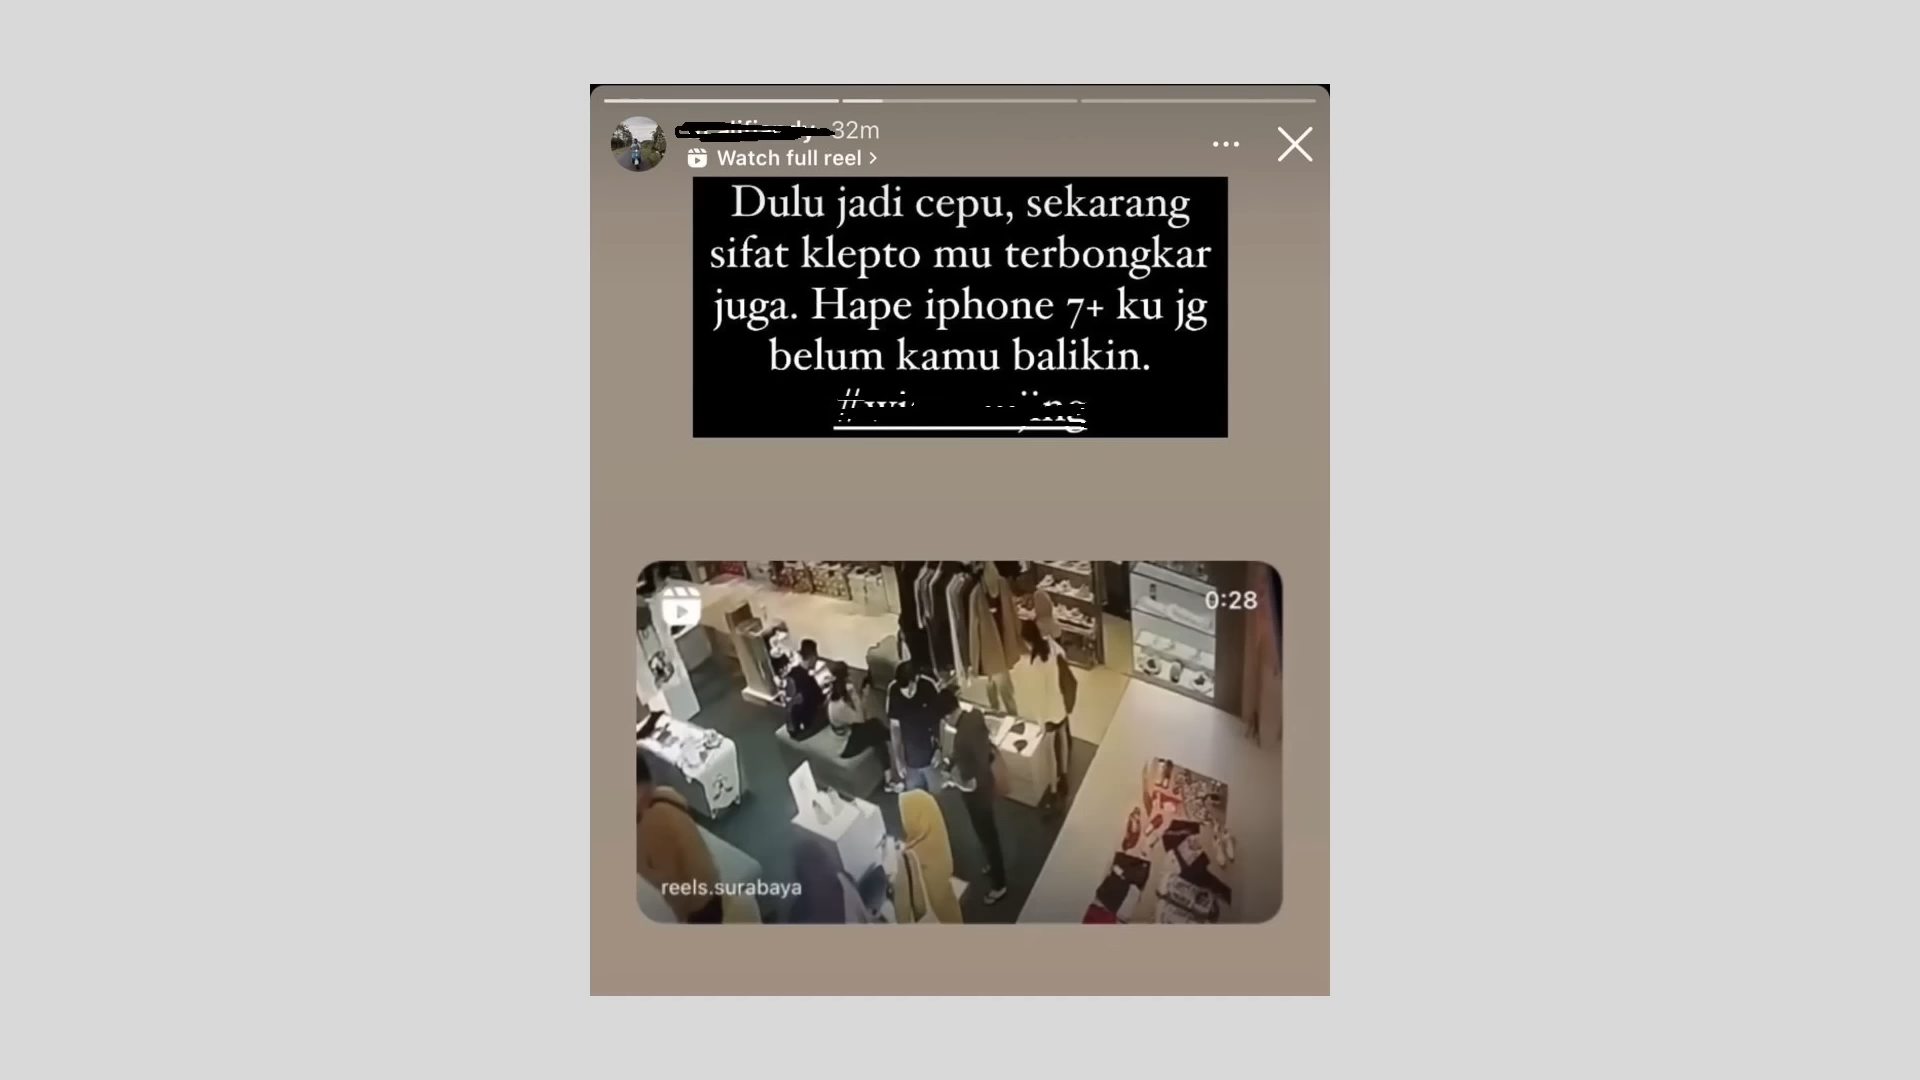 32m
Watch full reel >
Dulu jadi cepu, sekarang
sifat klepto mu terbongkar
juga. Hape iphone 7+ ku jg
belum kamu balikin.
0:28
reels.surabaya